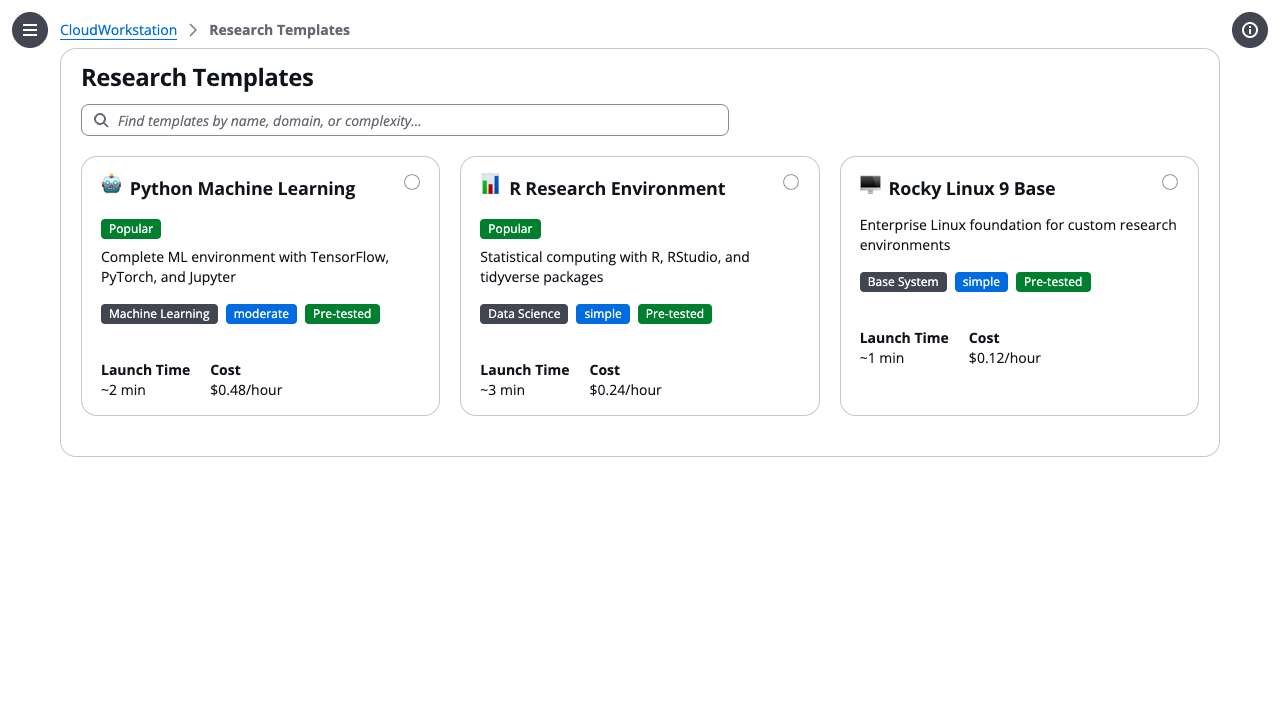 CloudWorkstation Research Templates
Research Templates
Find templates by name, domain, or complexity...
Python Machine Learning
Popular
Complete ML environment with TensorFlow,
PyTorch, and Jupyter
Machine Learning moderate Pre-tested
Launch Time Cost
~2 min $0.48/hour
R Research Environment
Popular
Statistical computing with R, RStudio, and
tidyverse packages
Data Science simple Pre-tested
Launch Time Cost
~3 min $0.24/hour
Rocky Linux 9 Base
Enterprise Linux foundation for custom research
environments
Base System simple Pre-tested
Launch Time Cost
~1 min $0.12/hour